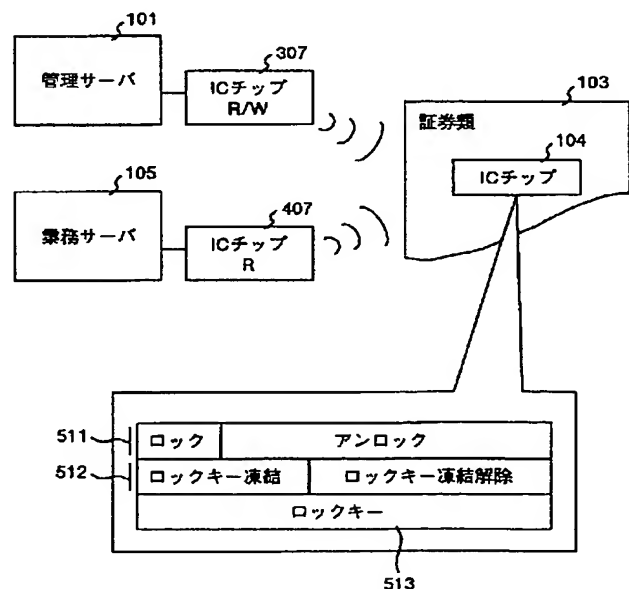 101
管理サーバ
307
ICチップ
R/W
103
証券類
104
ICチップ
105
業務サーバ
407
ICチップ
R
511
ロック
アンロック
512
ロックキー凍結
ロックキー凍結解除
ロックキー
513